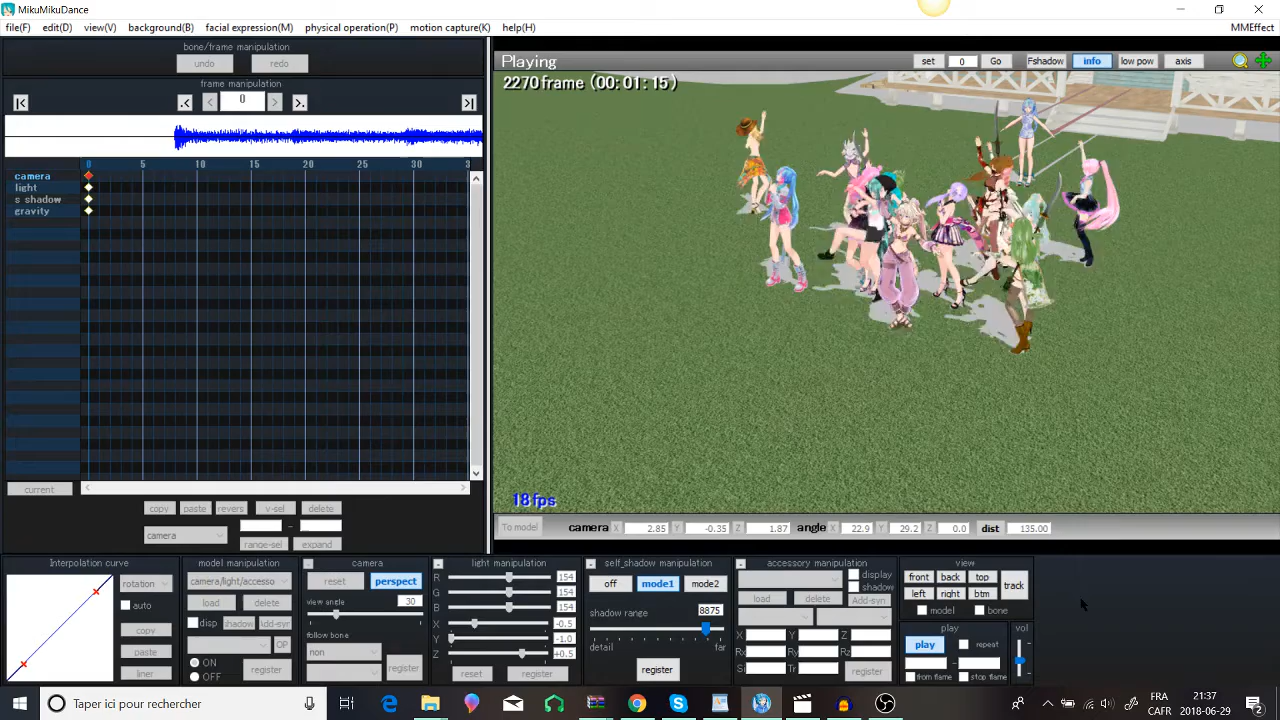 MikuMikuDance
file(F) edit(D) view(V) background(B) facial expression(M) physical operation(P) motion capture(K) help(H) MMEffect
bone/frame manipulation
undo redo
frame manipulation
0
0 5 10 15 20 25 30 3
camera
light
s shadow
gravity
current
copy paste revers v-sel delete
camera -
range-sel expand
Playing
set 0 Go Fshadow info low pow axis
2270frame (00:01:15)
18fps
To model camera X 2.85 Y -0.35 Z 1.87 angle X 22.9 Y 29.2 Z 0.0 dist 135.00
Interpolation curve
rotation
auto
copy
paste
liner
model manipulation
camera/light/accesso
load delete
disp shadow Add-syn
OP
ON
OFF
register
camera
reset perspect
view angle 30
follow bone
non
register
light manipulation
R 154
G 154
B 154
X -0.5
Y -1.0
Z +0.5
reset register
self_shadow manipulation
off mode1 mode2
shadow range 8875
detail far
register
accessory manipulation
display
shadow
load delete Add-syn
X Y Z
Rx Ry Rz
Si Tr register
view
front back top
left right btm
track
model bone
play
play repeat
-
from flame stop flame
vol
Taper ici pour rechercher
FRA
CAFR
21:37
2018-06-29
2